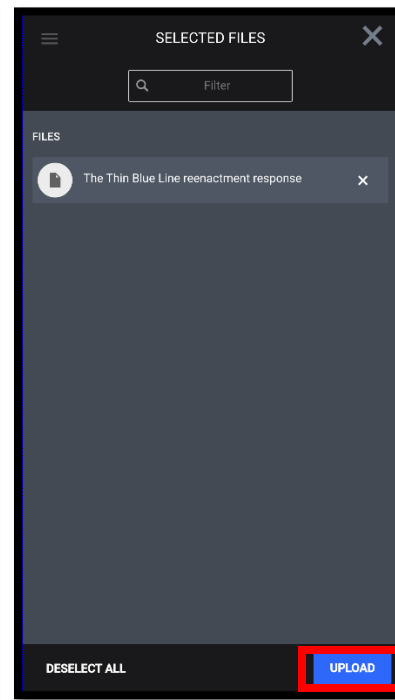 SELECTED FILES
Filter
FILES
The Thin Blue Line reenactment response
DESELECT ALL
UPLOAD